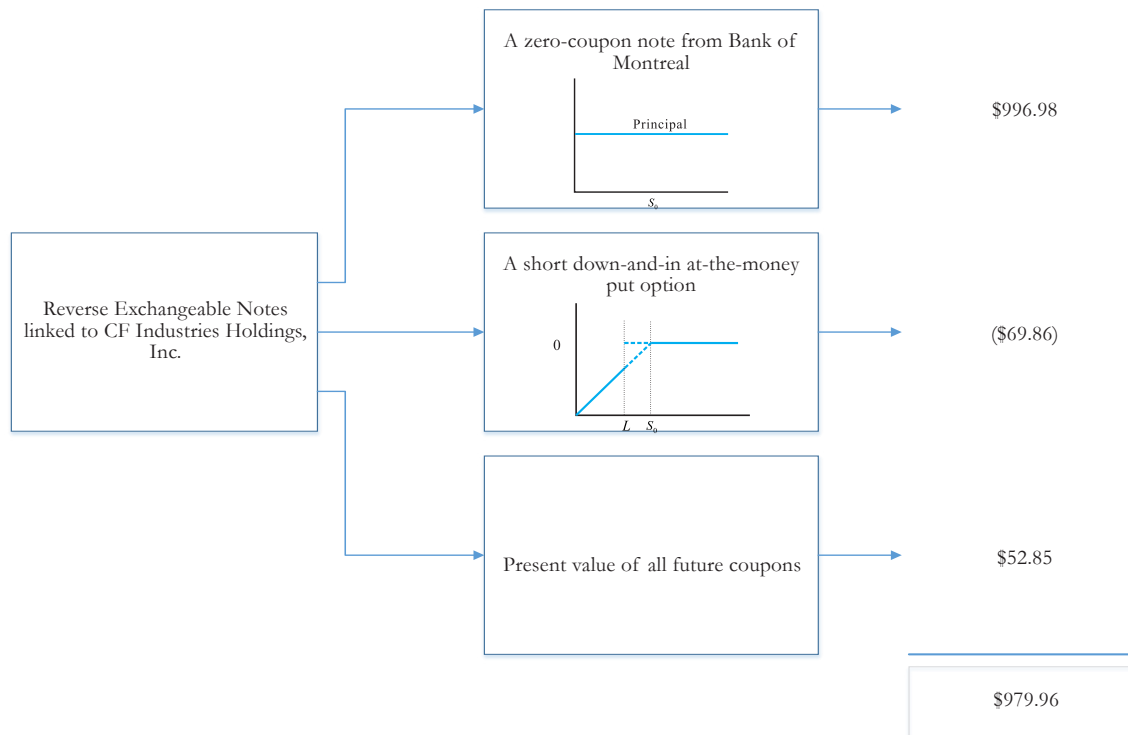 A zero-coupon note from Bank of
Montreal
Principal
S₀
$996.98
Reverse Exchangeable Notes
linked to CF Industries Holdings,
Inc.
A short down-and-in at-the-money
put option
0
L S₀
($69.86)
Present value of all future coupons
$52.85
$979.96